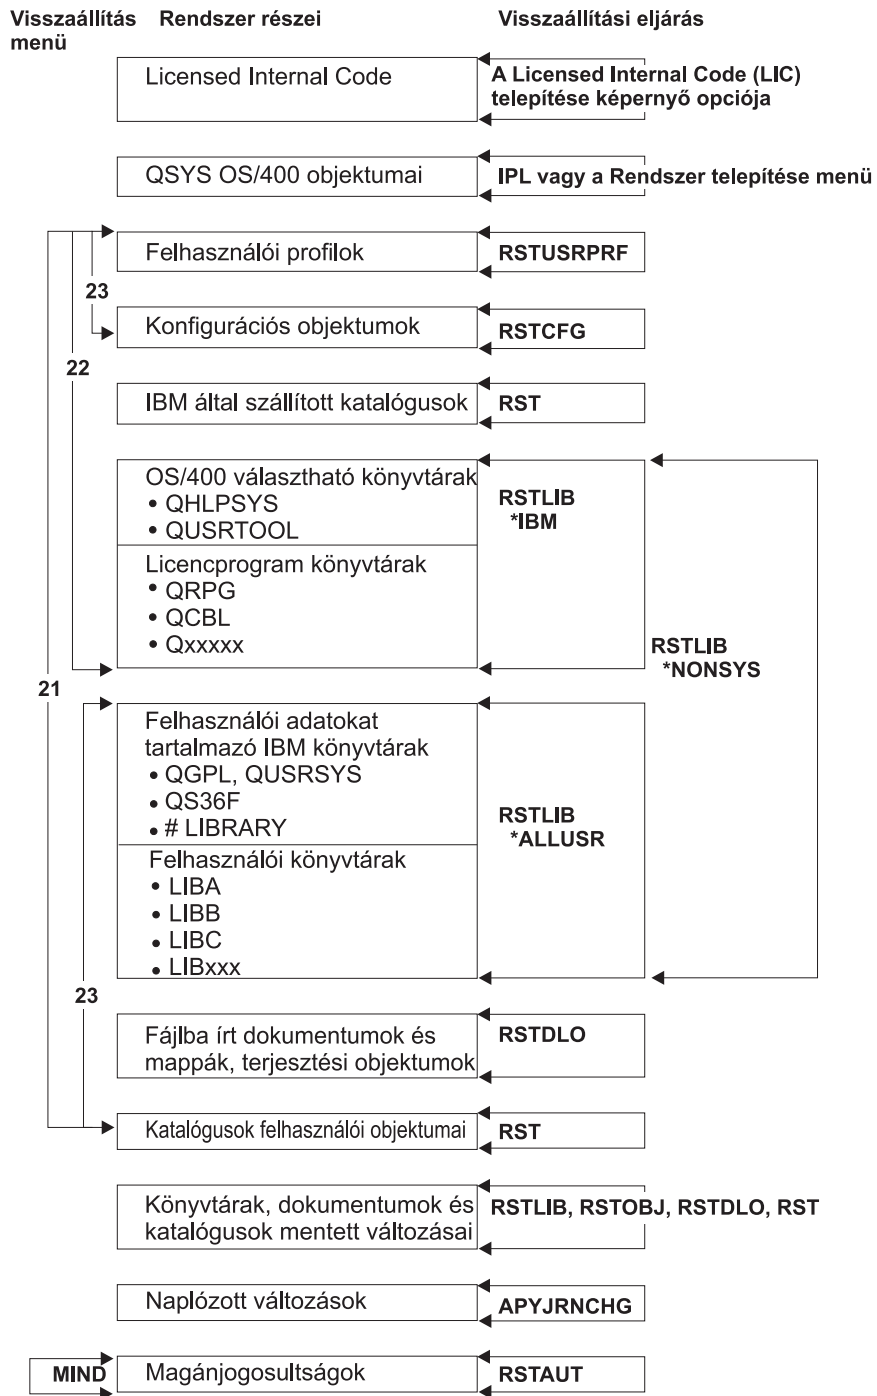 Visszaállítás menü
Rendszer részei
Visszaállítási eljárás
Licensed Internal Code
A Licensed Internal Code (LIC)
telepítése képernyő opciója
QSYS OS/400 objektumai
IPL vagy a Rendszer telepítése menü
Felhasználói profilok
RSTUSRPRF
23
Konfigurációs objektumok
RSTCFG
22
IBM által szállított katalógusok
RST
OS/400 választható könyvtárak
• QHLPSYS
• QUSRTOOL
RSTLIB
*IBM
Licencprogram könyvtárak
• QRPG
• QCBL
• Qxxxxx
RSTLIB
*NONSYS
21
Felhasználói adatokat
tartalmazó IBM könyvtárak
• QGPL, QUSRSYS
• QS36F
• # LIBRARY
RSTLIB
*ALLUSR
Felhasználói könyvtárak
• LIBA
• LIBB
• LIBC
• LIBxxx
23
Fájlba írt dokumentumok és
mappák, terjesztési objektumok
RSTDLO
Katalógusok felhasználói objektumai
RST
Könyvtárak, dokumentumok és
katalógusok mentett változásai
RSTLIB, RSTOBJ, RSTDLO, RST
Naplózott változások
APYJRNCHG
MIND
Magánjogosultságok
RSTAUT